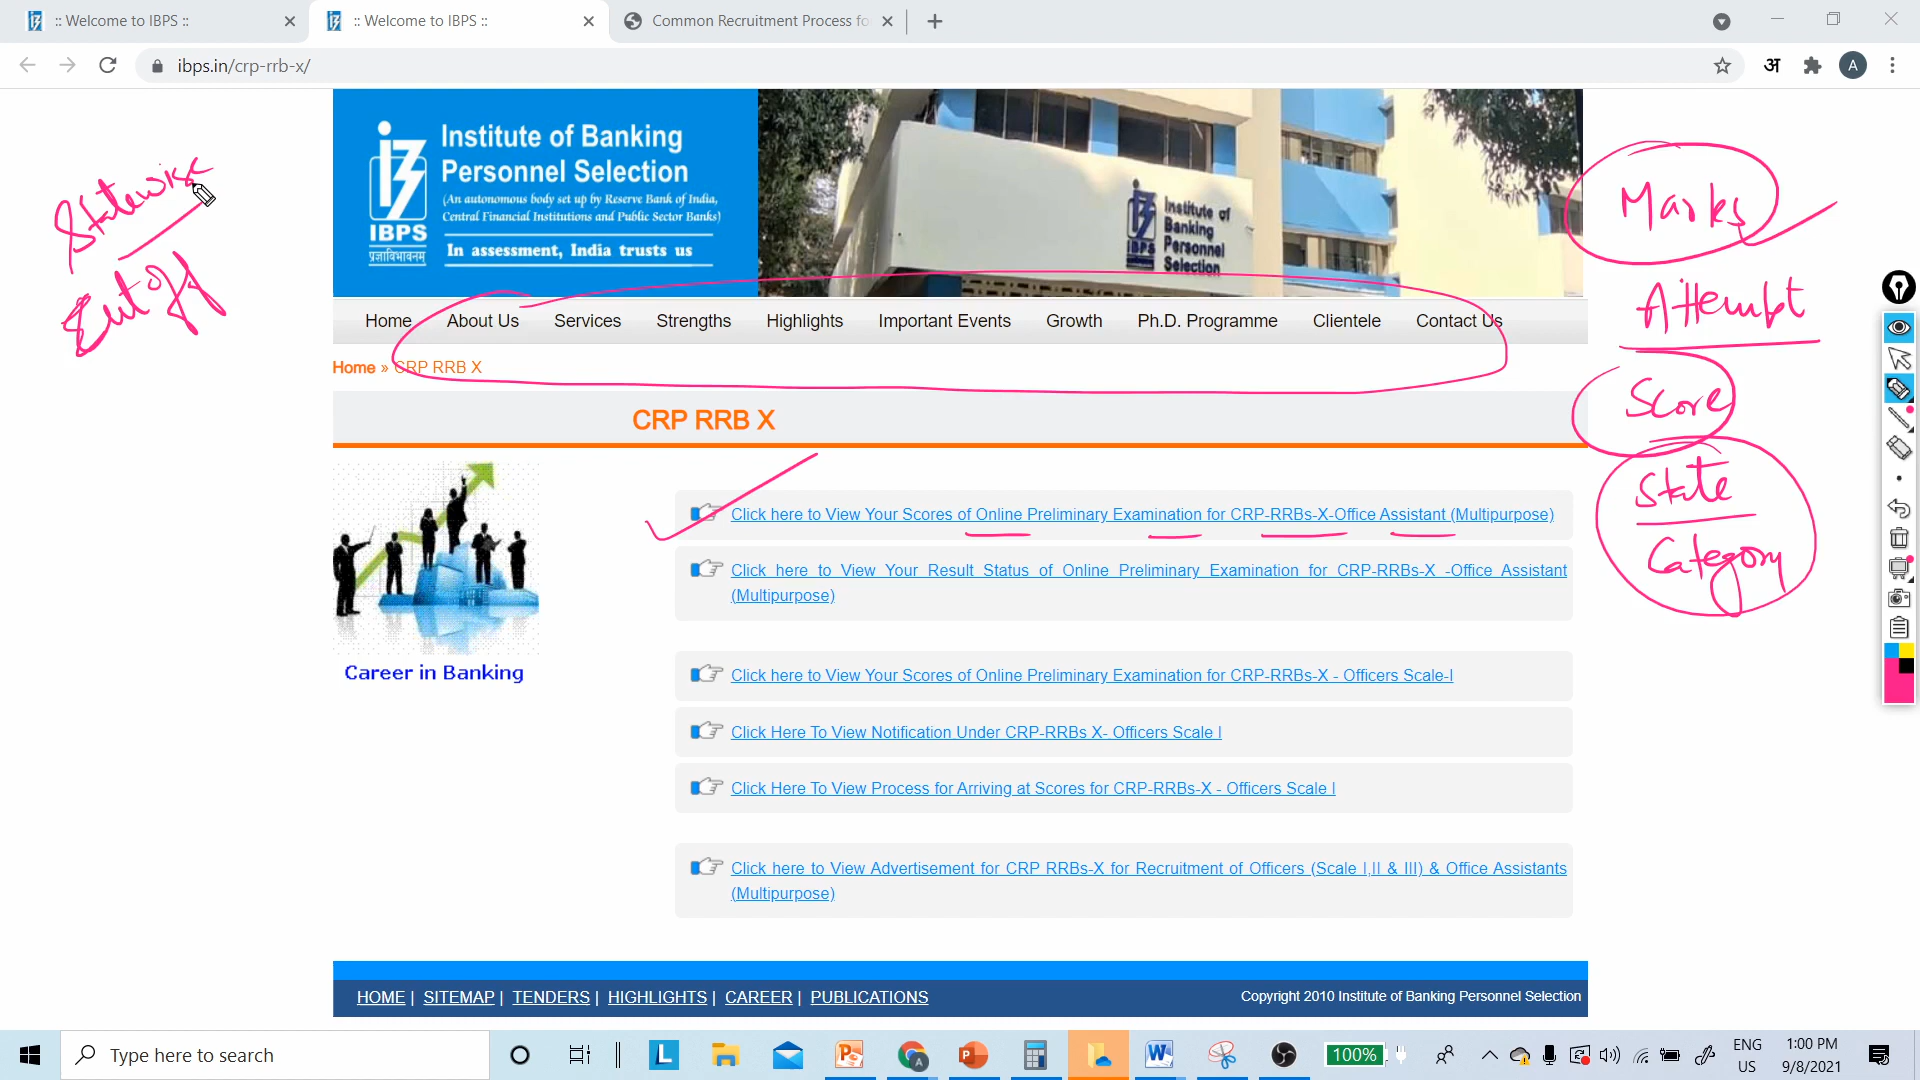 :: Welcome to IBPS ::
:: Welcome to IBPS ::
Common Recruitment Process fo
ibps.in/crp-rrb-x/
अ
A
Institute of Banking
Personnel Selection
(An autonomous body set up by Reserve Bank of India,
Central Financial Institutions and Public Sector Banks)
IBPS
प्रज्ञाविभावनम्
In assessment, India trusts us
Institute of
Banking
Personnel
Selection
IBPS
Statewise
Cut off
Marks
Attempt
Score
State
Category
Home
About Us
Services
Strengths
Highlights
Important Events
Growth
Ph.D. Programme
Clientele
Contact Us
Home » CRP RRB X
CRP RRB X
Career in Banking
Click here to View Your Scores of Online Preliminary Examination for CRP-RRBs-X-Office Assistant (Multipurpose)
Click here to View Your Result Status of Online Preliminary Examination for CRP-RRBs-X -Office Assistant
(Multipurpose)
Click here to View Your Scores of Online Preliminary Examination for CRP-RRBs-X - Officers Scale-I
Click Here To View Notification Under CRP-RRBs X- Officers Scale I
Click Here To View Process for Arriving at Scores for CRP-RRBs-X - Officers Scale I
Click here to View Advertisement for CRP RRBs-X for Recruitment of Officers (Scale I,II & III) & Office Assistants
(Multipurpose)
HOME | SITEMAP | TENDERS | HIGHLIGHTS | CAREER | PUBLICATIONS
Copyright 2010 Institute of Banking Personnel Selection
Type here to search
L
P
P
W
A
100%
ENG
US
1:00 PM
9/8/2021